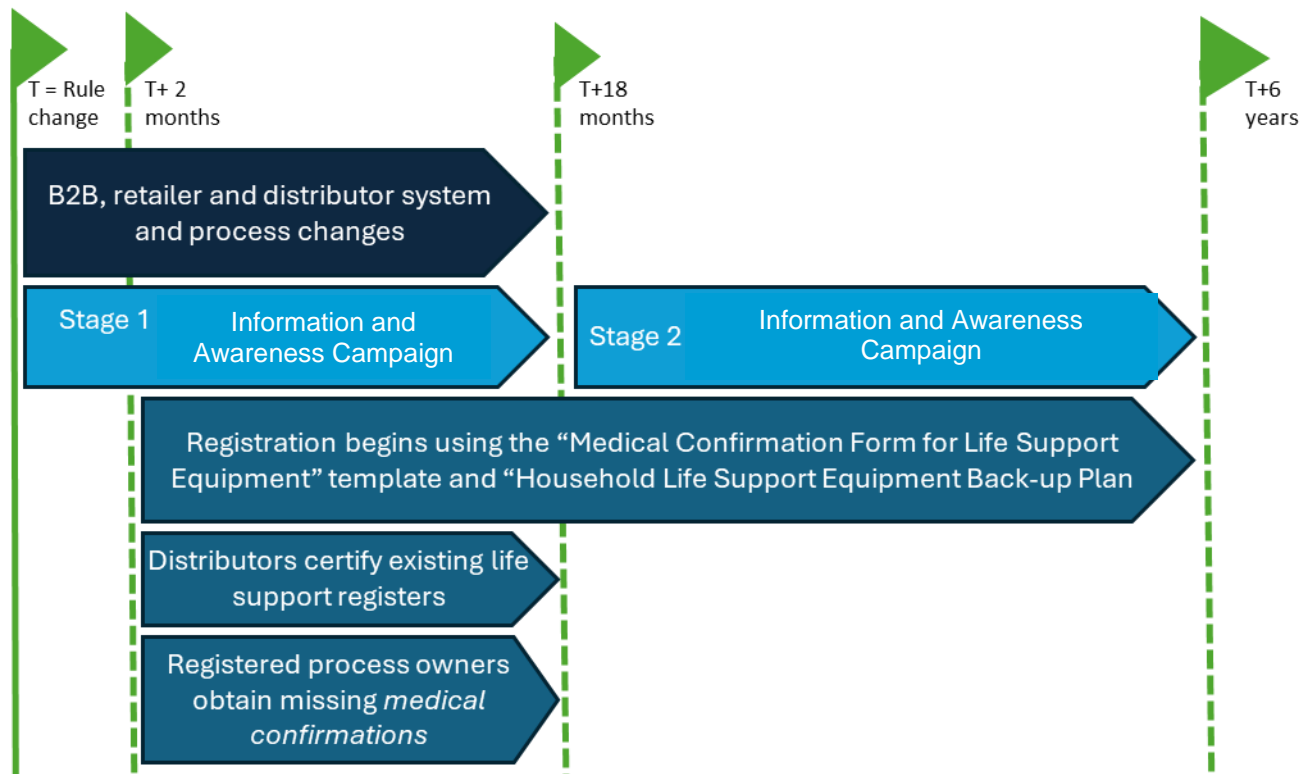 T = Rule
change
T+ 2
months
T+18
months
T+6
years
B2B, retailer and distributor system
and process changes
Stage 1
Information and
Awareness Campaign
Stage 2
Information and Awareness
Campaign
Registration begins using the “Medical Confirmation Form for Life Support
Equipment” template and “Household Life Support Equipment Back-up Plan
Distributors certify existing life
support registers
Registered process owners
obtain missing medical
confirmations